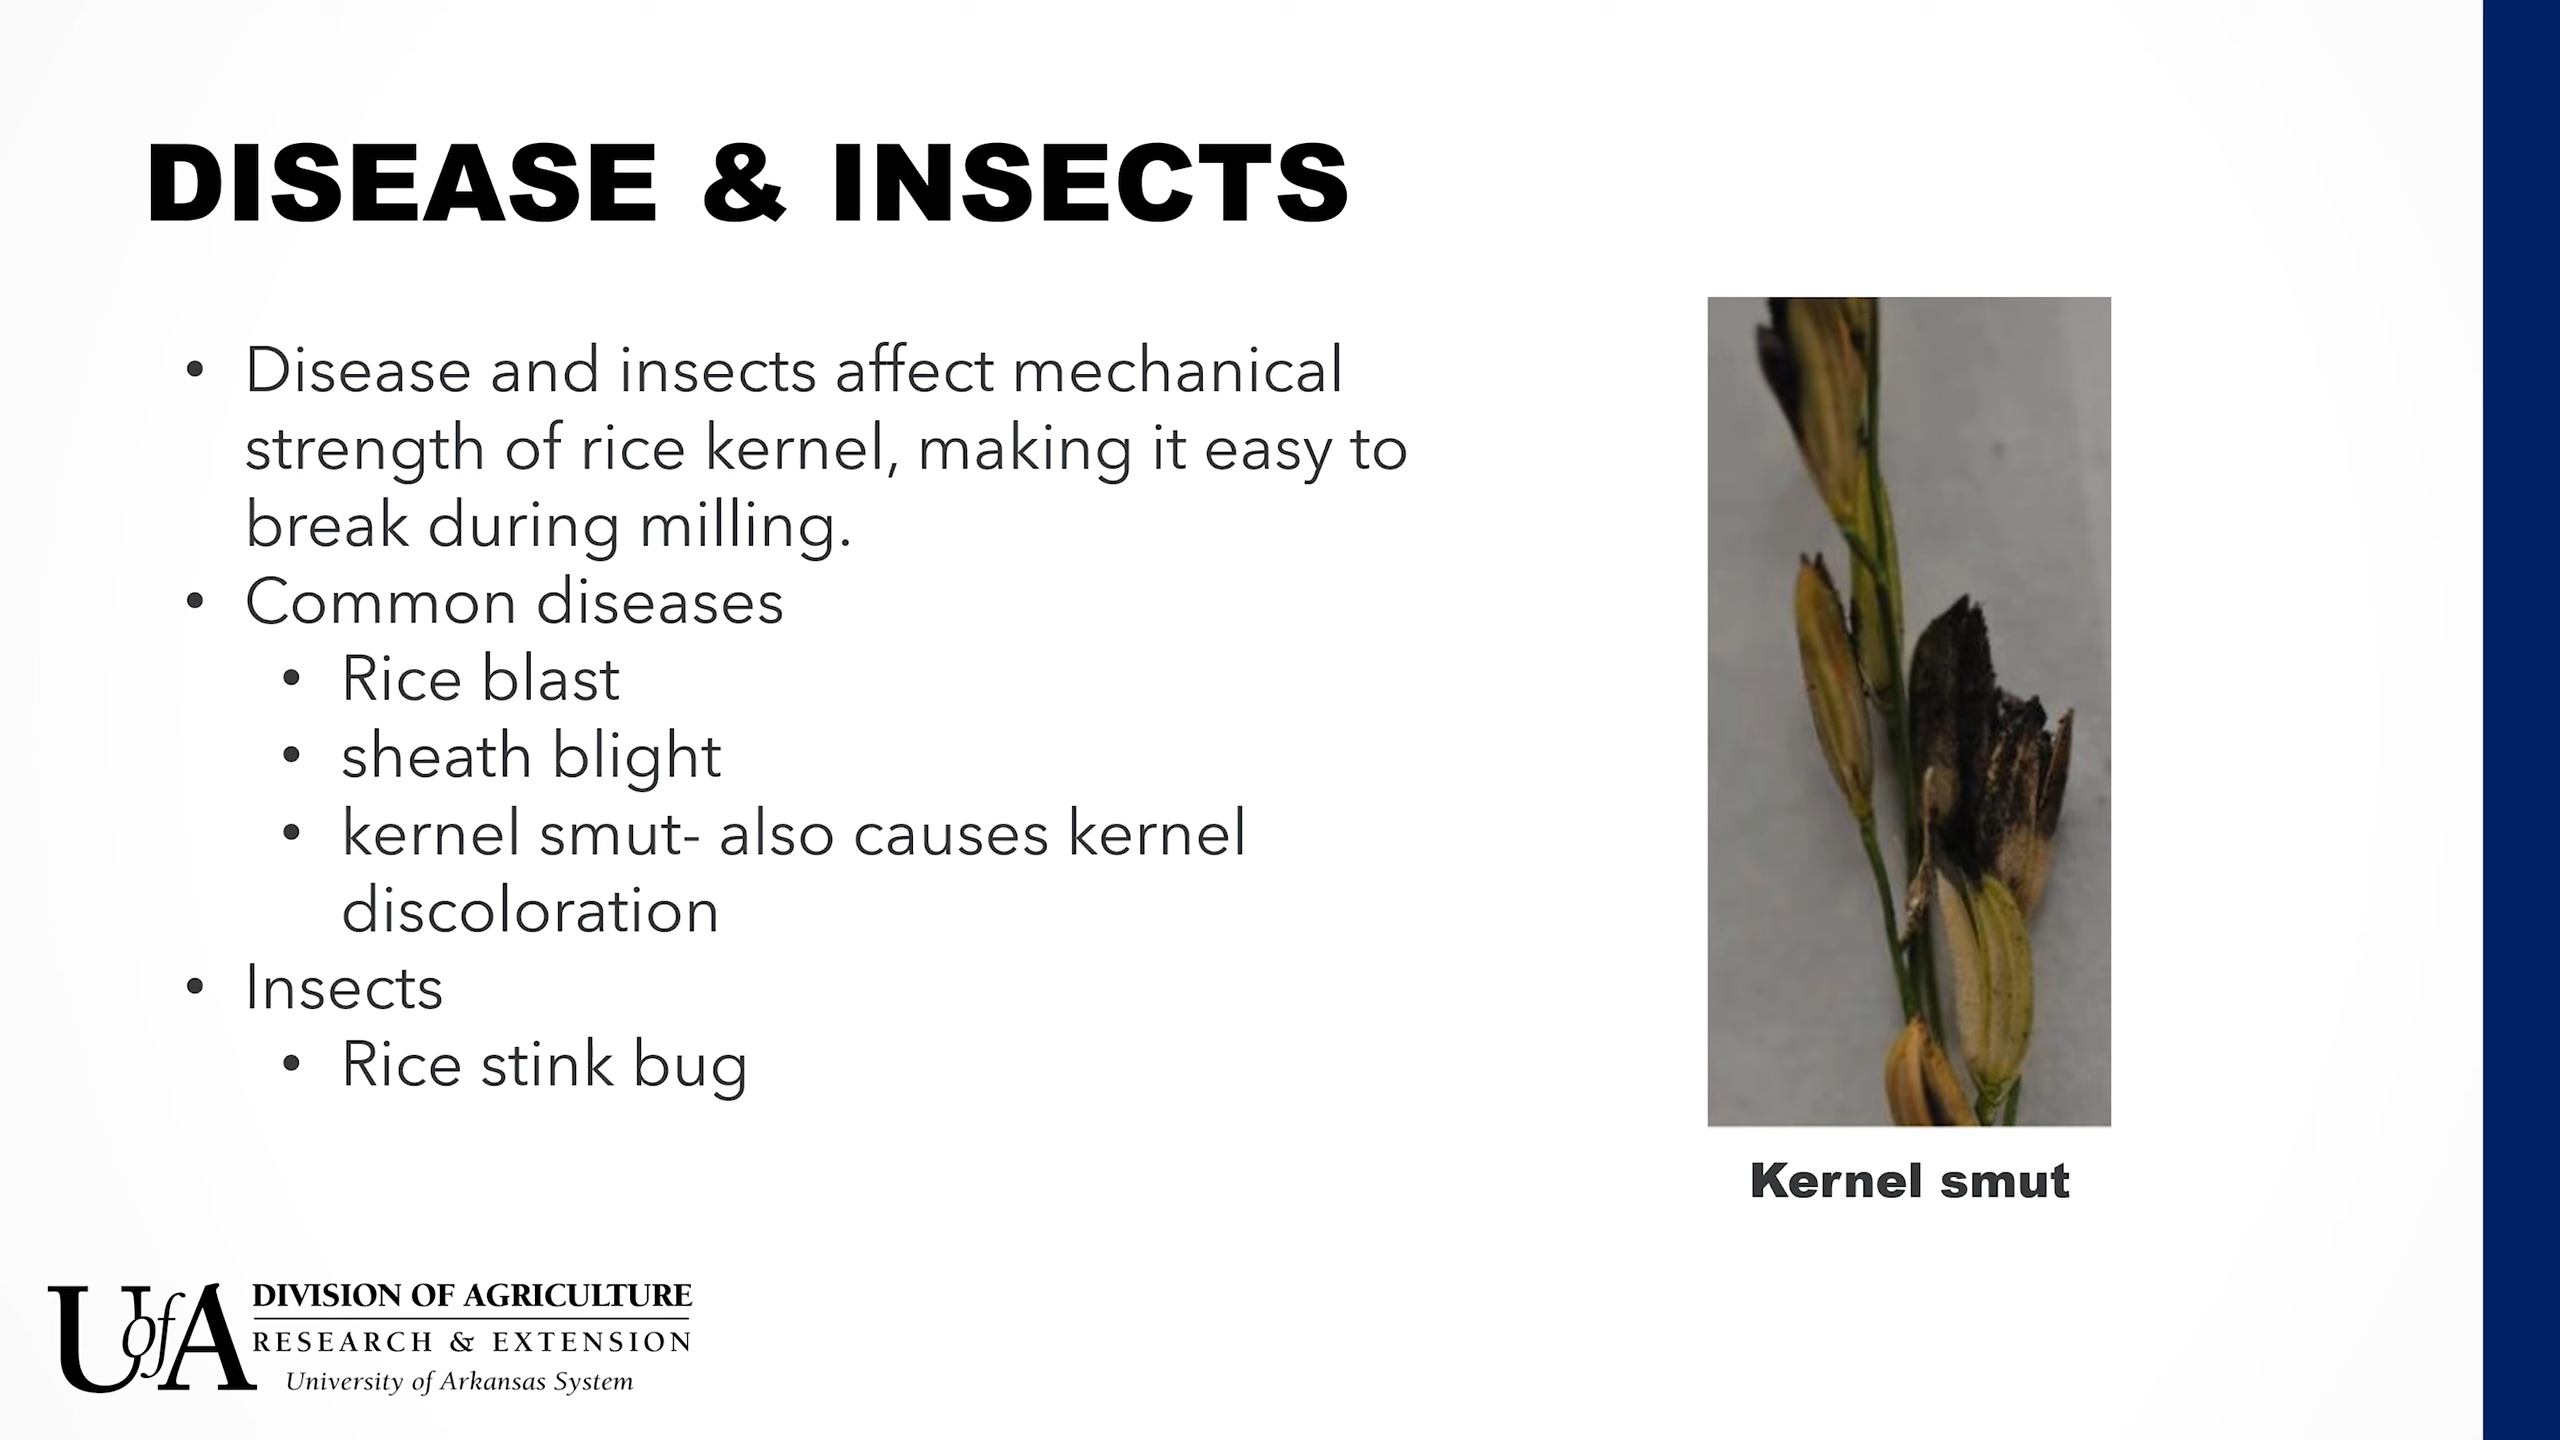 DISEASE & INSECTS
• Disease and insects affect mechanical
strength of rice kernel, making it easy to
break during milling.
• Common diseases
• Rice blast
• sheath blight
• kernel smut- also causes kernel
discoloration
• Insects
• Rice stink bug
Kernel smut
UofA
DIVISION OF AGRICULTURE
RESEARCH & EXTENSION
University of Arkansas System